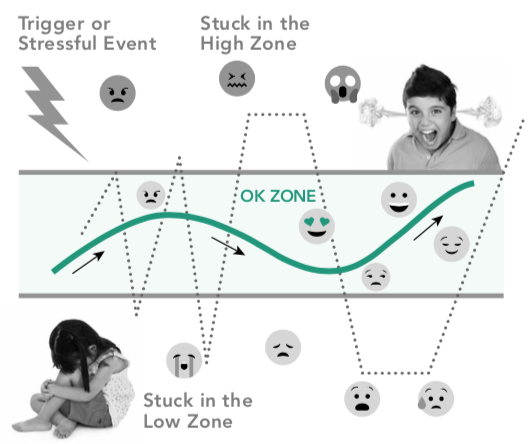 Trigger or
Stressful Event
Stuck in the
High Zone
OK ZONE
Stuck in the
Low Zone